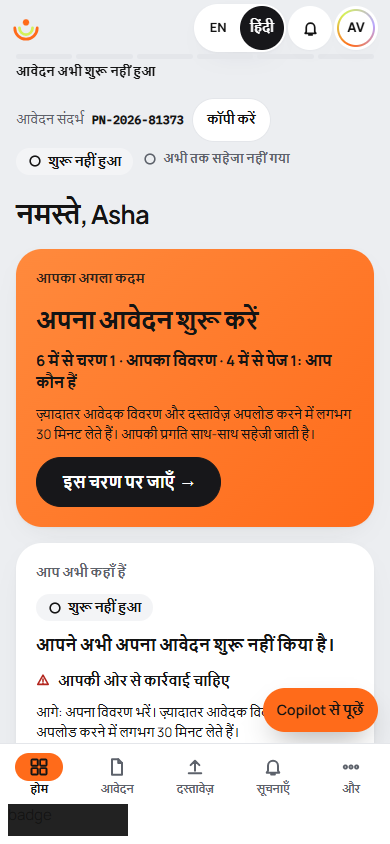 EN हिंदी AV
आवेदन अभी शुरू नहीं हुआ
आवेदन संदर्भ PN-2026-81373 कॉपी करें
शुरू नहीं हुआ अभी तक सहेजा नहीं गया
नमस्ते, Asha
आपका अगला कदम
अपना आवेदन शुरू करें
6 में से चरण 1 · आपका विवरण · 4 में से पेज 1: आप
कौन हैं
ज़्यादातर आवेदक विवरण और दस्तावेज़ अपलोड करने में लगभग
30 मिनट लेते हैं। आपकी प्रगति साथ-साथ सहेजी जाती है।
इस चरण पर जाएँ →
आप अभी कहाँ हैं
शुरू नहीं हुआ
आपने अभी अपना आवेदन शुरू नहीं किया है।
आपकी ओर से कार्रवाई चाहिए
आगे: अपना विवरण भरें। ज़्यादातर आवेदक
अपलोड करने में लगभग 30 मिनट लेते हैं।
Copilot से पूछें
होम आवेदन दस्तावेज़ सूचनाएँ और
badge